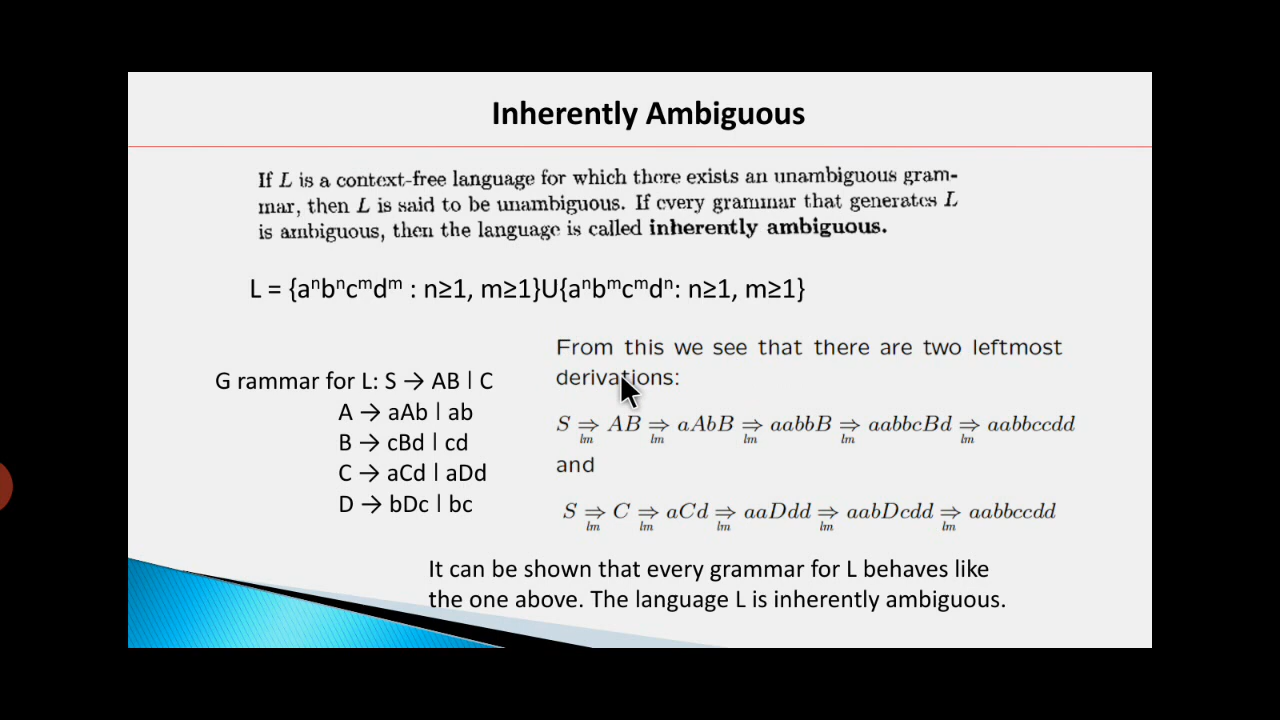 Inherently Ambiguous
If L is a context-free language for which there exists an unambiguous gram-
mar, then L is said to be unambiguous. If every grammar that generates L
is ambiguous, then the language is called inherently ambiguous.
L = {aⁿbⁿcᵐdᵐ : n≥1, m≥1}U{aⁿbᵐcᵐdⁿ: n≥1, m≥1}
From this we see that there are two leftmost
derivations:
G rammar for L: S → AB | C
A → aAb | ab
B → cBd | cd
C → aCd | aDd
D → bDc | bc
S ⇒lm AB ⇒lm aAbB ⇒lm aabbB ⇒lm aabbcBd ⇒lm aabbccdd
and
S ⇒lm C ⇒lm aCd ⇒lm aaDdd ⇒lm aabDcdd ⇒lm aabbccdd
It can be shown that every grammar for L behaves like
the one above. The language L is inherently ambiguous.